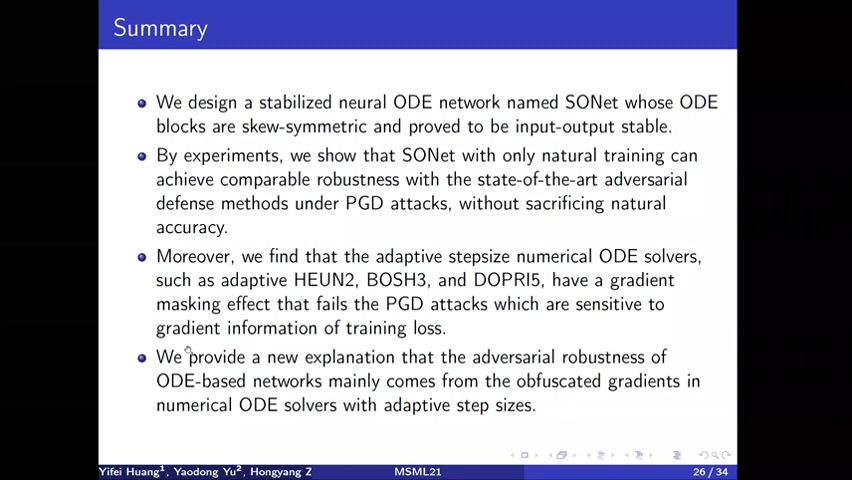 Summary
We design a stabilized neural ODE network named SONet whose ODE
blocks are skew-symmetric and proved to be input-output stable.
By experiments, we show that SONet with only natural training can
achieve comparable robustness with the state-of-the-art adversarial
defense methods under PGD attacks, without sacrificing natural
accuracy.
Moreover, we find that the adaptive stepsize numerical ODE solvers,
such as adaptive HEUN2, BOSH3, and DOPRI5, have a gradient
masking effect that fails the PGD attacks which are sensitive to
gradient information of training loss.
We provide a new explanation that the adversarial robustness of
ODE-based networks mainly comes from the obfuscated gradients in
numerical ODE solvers with adaptive step sizes.
Yifei Huang¹, Yaodong Yu², Hongyang Z MSML21 26 / 34